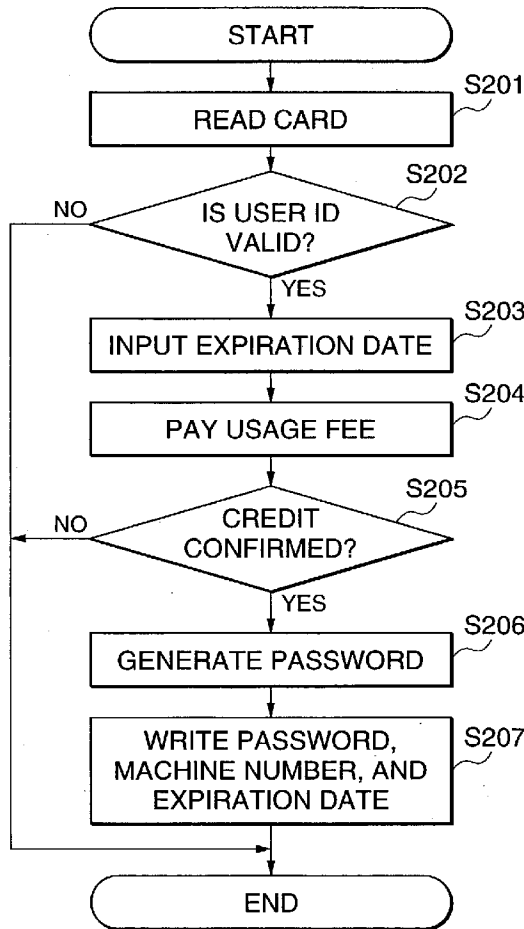 START
S201
READ CARD
S202
NO
IS USER ID
VALID?
YES
S203
INPUT EXPIRATION DATE
S204
PAY USAGE FEE
S205
NO
CREDIT
CONFIRMED?
YES
S206
GENERATE PASSWORD
S207
WRITE PASSWORD,
MACHINE NUMBER, AND
EXPIRATION DATE
END